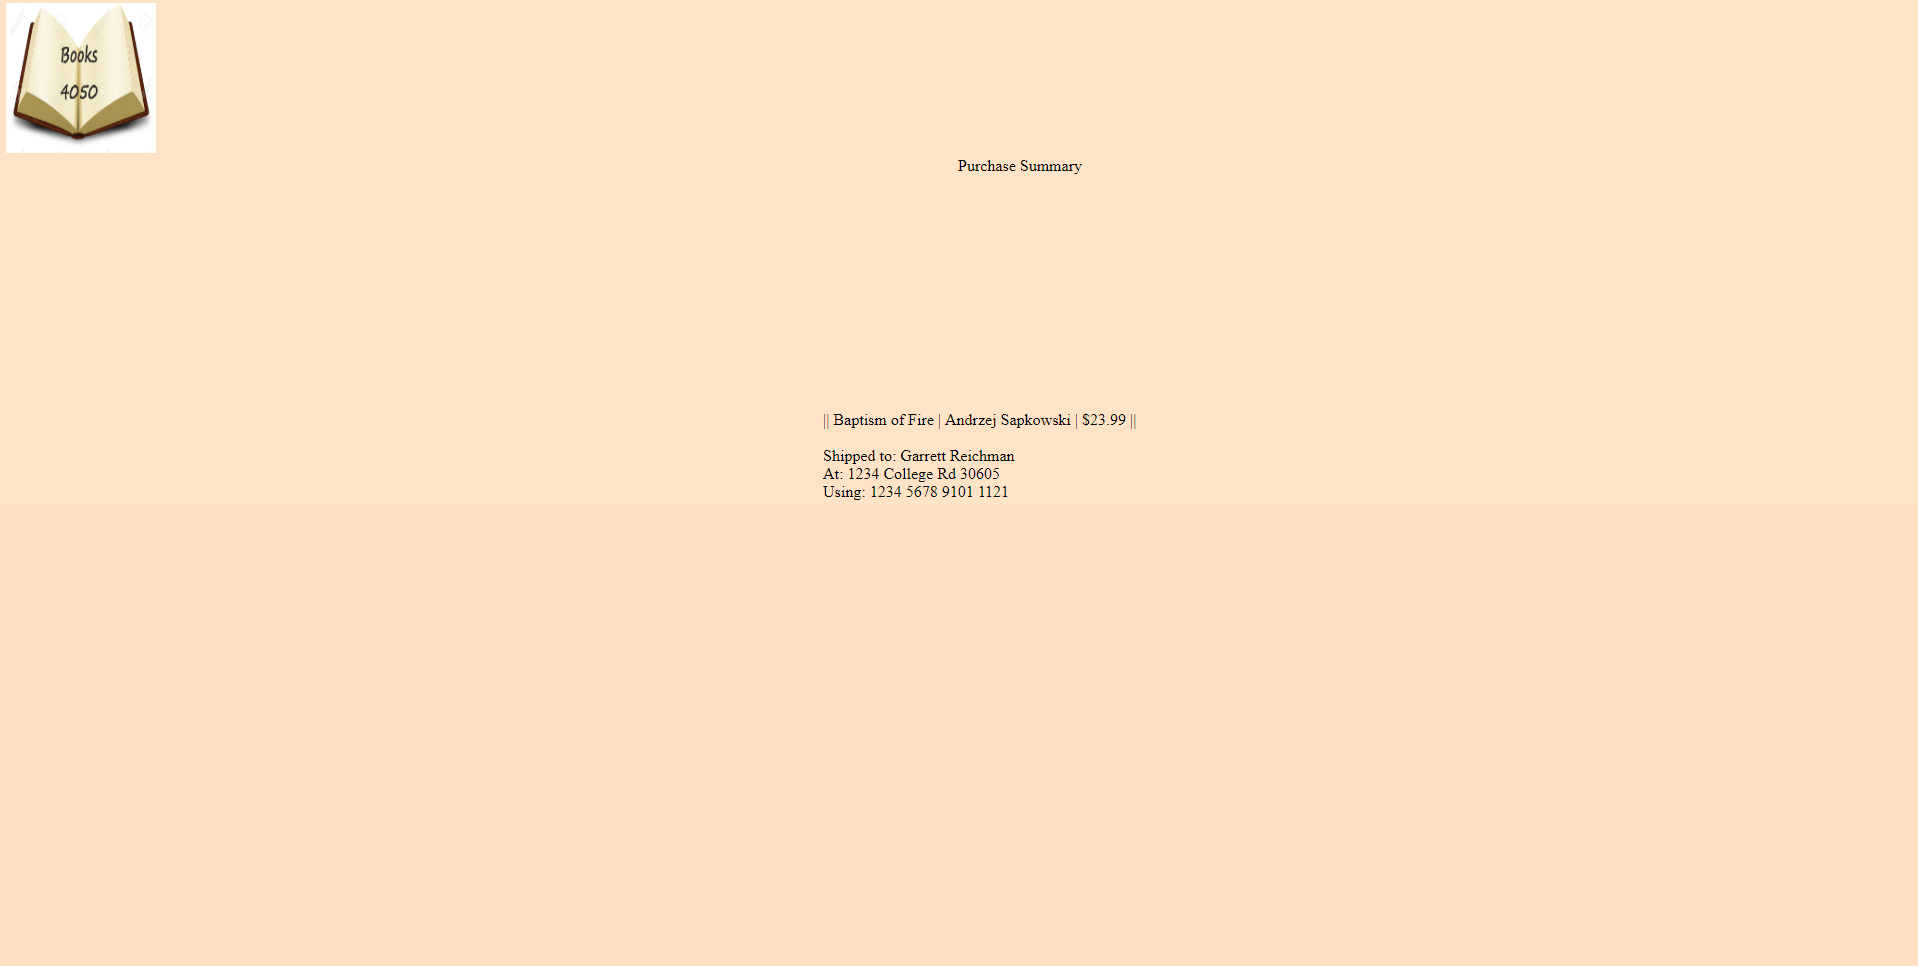 Books
4050
Purchase Summary
|| Baptism of Fire | Andrzej Sapkowski | $23.99 ||
Shipped to: Garrett Reichman
At: 1234 College Rd 30605
Using: 1234 5678 9101 1121